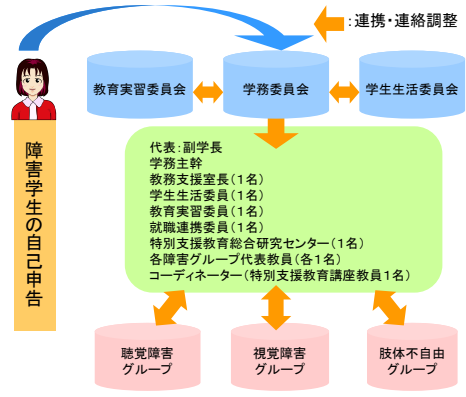 :連携・連絡調整
教育実習委員会
学務委員会
学生生活委員会
障害学生の自己申告
代表:副学長
学務主幹
教務支援室長(1名)
学生生活委員(1名)
教育実習委員(1名)
就職連携委員(1名)
特別支援教育総合研究センター(1名)
各障害グループ代表教員(各1名)
コーディネーター(特別支援教育講座教員1名)
聴覚障害
グループ
視覚障害
グループ
肢体不自由
グループ